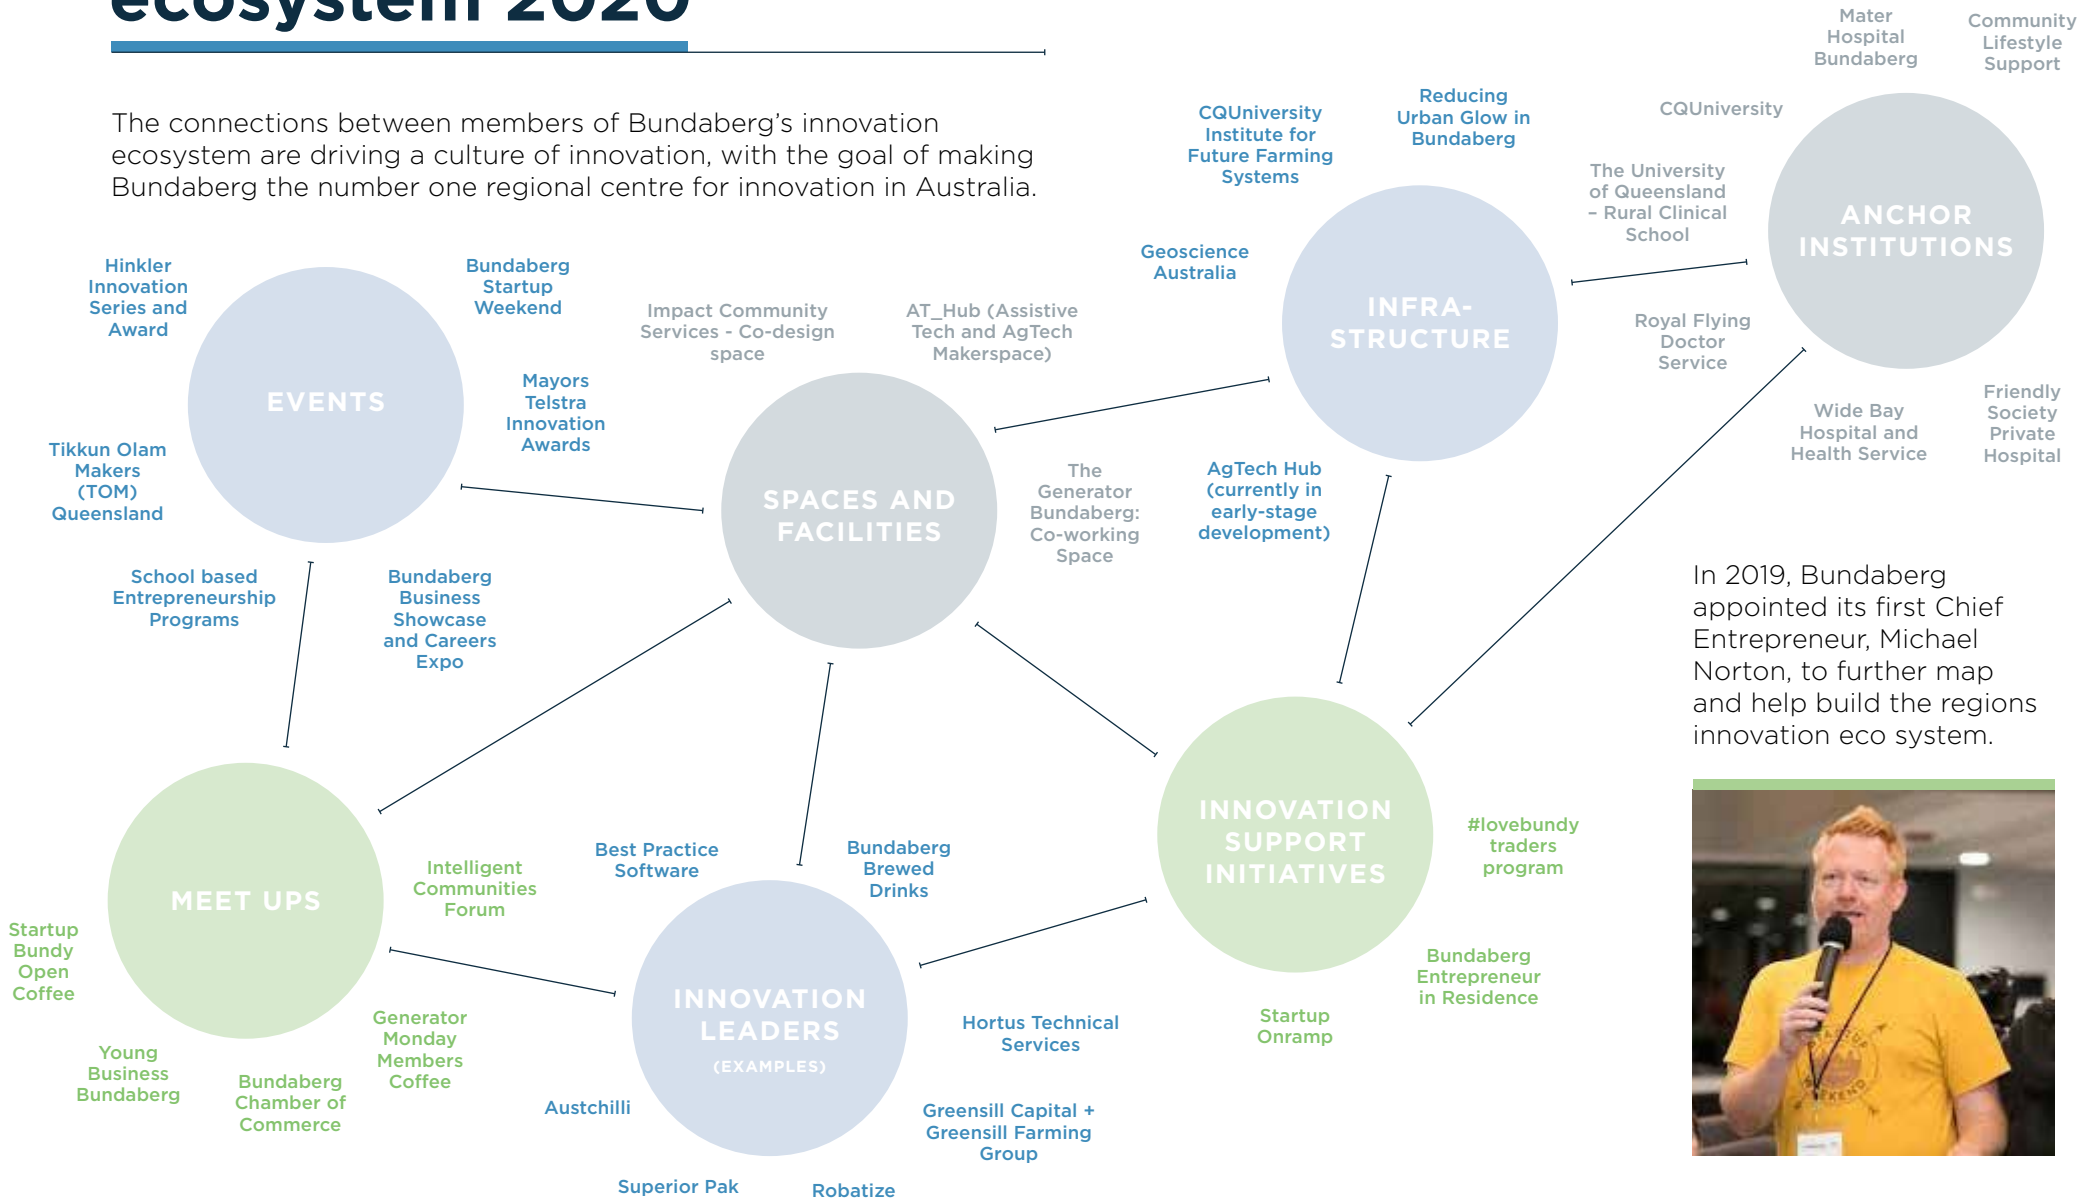 ecosystem 2020
The connections between members of Bundaberg’s innovation
ecosystem are driving a culture of innovation, with the goal of making
Bundaberg the number one regional centre for innovation in Australia.
Hinkler
Innovation
Series and
Award
Bundaberg
Startup
Weekend
EVENTS
Mayors
Telstra
Innovation
Awards
Tikkun Olam
Makers
(TOM)
Queensland
School based
Entrepreneurship
Programs
Bundaberg
Business
Showcase
and Careers
Expo
Impact Community
Services - Co-design
space
AT_Hub (Assistive
Tech and AgTech
Makerspace)
SPACES AND
FACILITIES
The
Generator
Bundaberg:
Co-working
Space
CQUniversity
Institute for
Future Farming
Systems
Reducing
Urban Glow in
Bundaberg
Geoscience
Australia
INFRA-
STRUCTURE
AgTech Hub
(currently in
early-stage
development)
Mater
Hospital
Bundaberg
Community
Lifestyle
Support
CQUniversity
The University
of Queensland
– Rural Clinical
School
ANCHOR
INSTITUTIONS
Royal Flying
Doctor
Service
Wide Bay
Hospital and
Health Service
Friendly
Society
Private
Hospital
MEET UPS
Intelligent
Communities
Forum
Startup
Bundy
Open
Coffee
Young
Business
Bundaberg
Bundaberg
Chamber of
Commerce
Generator
Monday
Members
Coffee
Best Practice
Software
Bundaberg
Brewed
Drinks
INNOVATION
LEADERS
(EXAMPLES)
Hortus Technical
Services
Austchilli
Greensill Capital +
Greensill Farming
Group
Superior Pak
Robatize
INNOVATION
SUPPORT
INITIATIVES
#lovebundy
traders
program
Bundaberg
Entrepreneur
in Residence
Startup
Onramp
In 2019, Bundaberg
appointed its first Chief
Entrepreneur, Michael
Norton, to further map
and help build the regions
innovation eco system.
STARTUP
WEEKEND